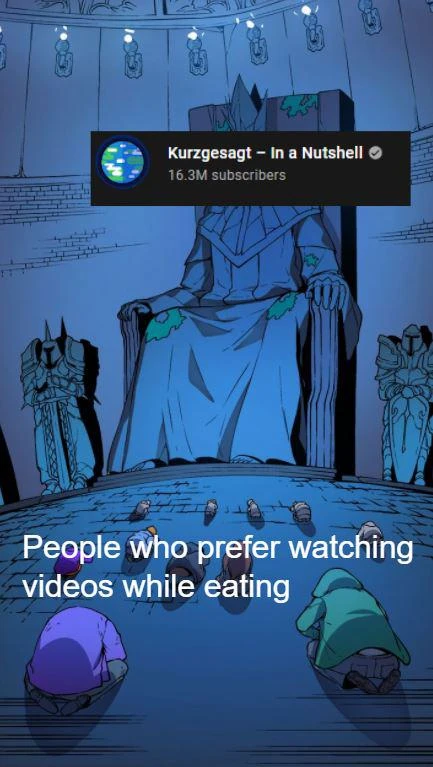 Kurzgesagt – In a Nutshell
16.3M subscribers
People who prefer watching
videos while eating